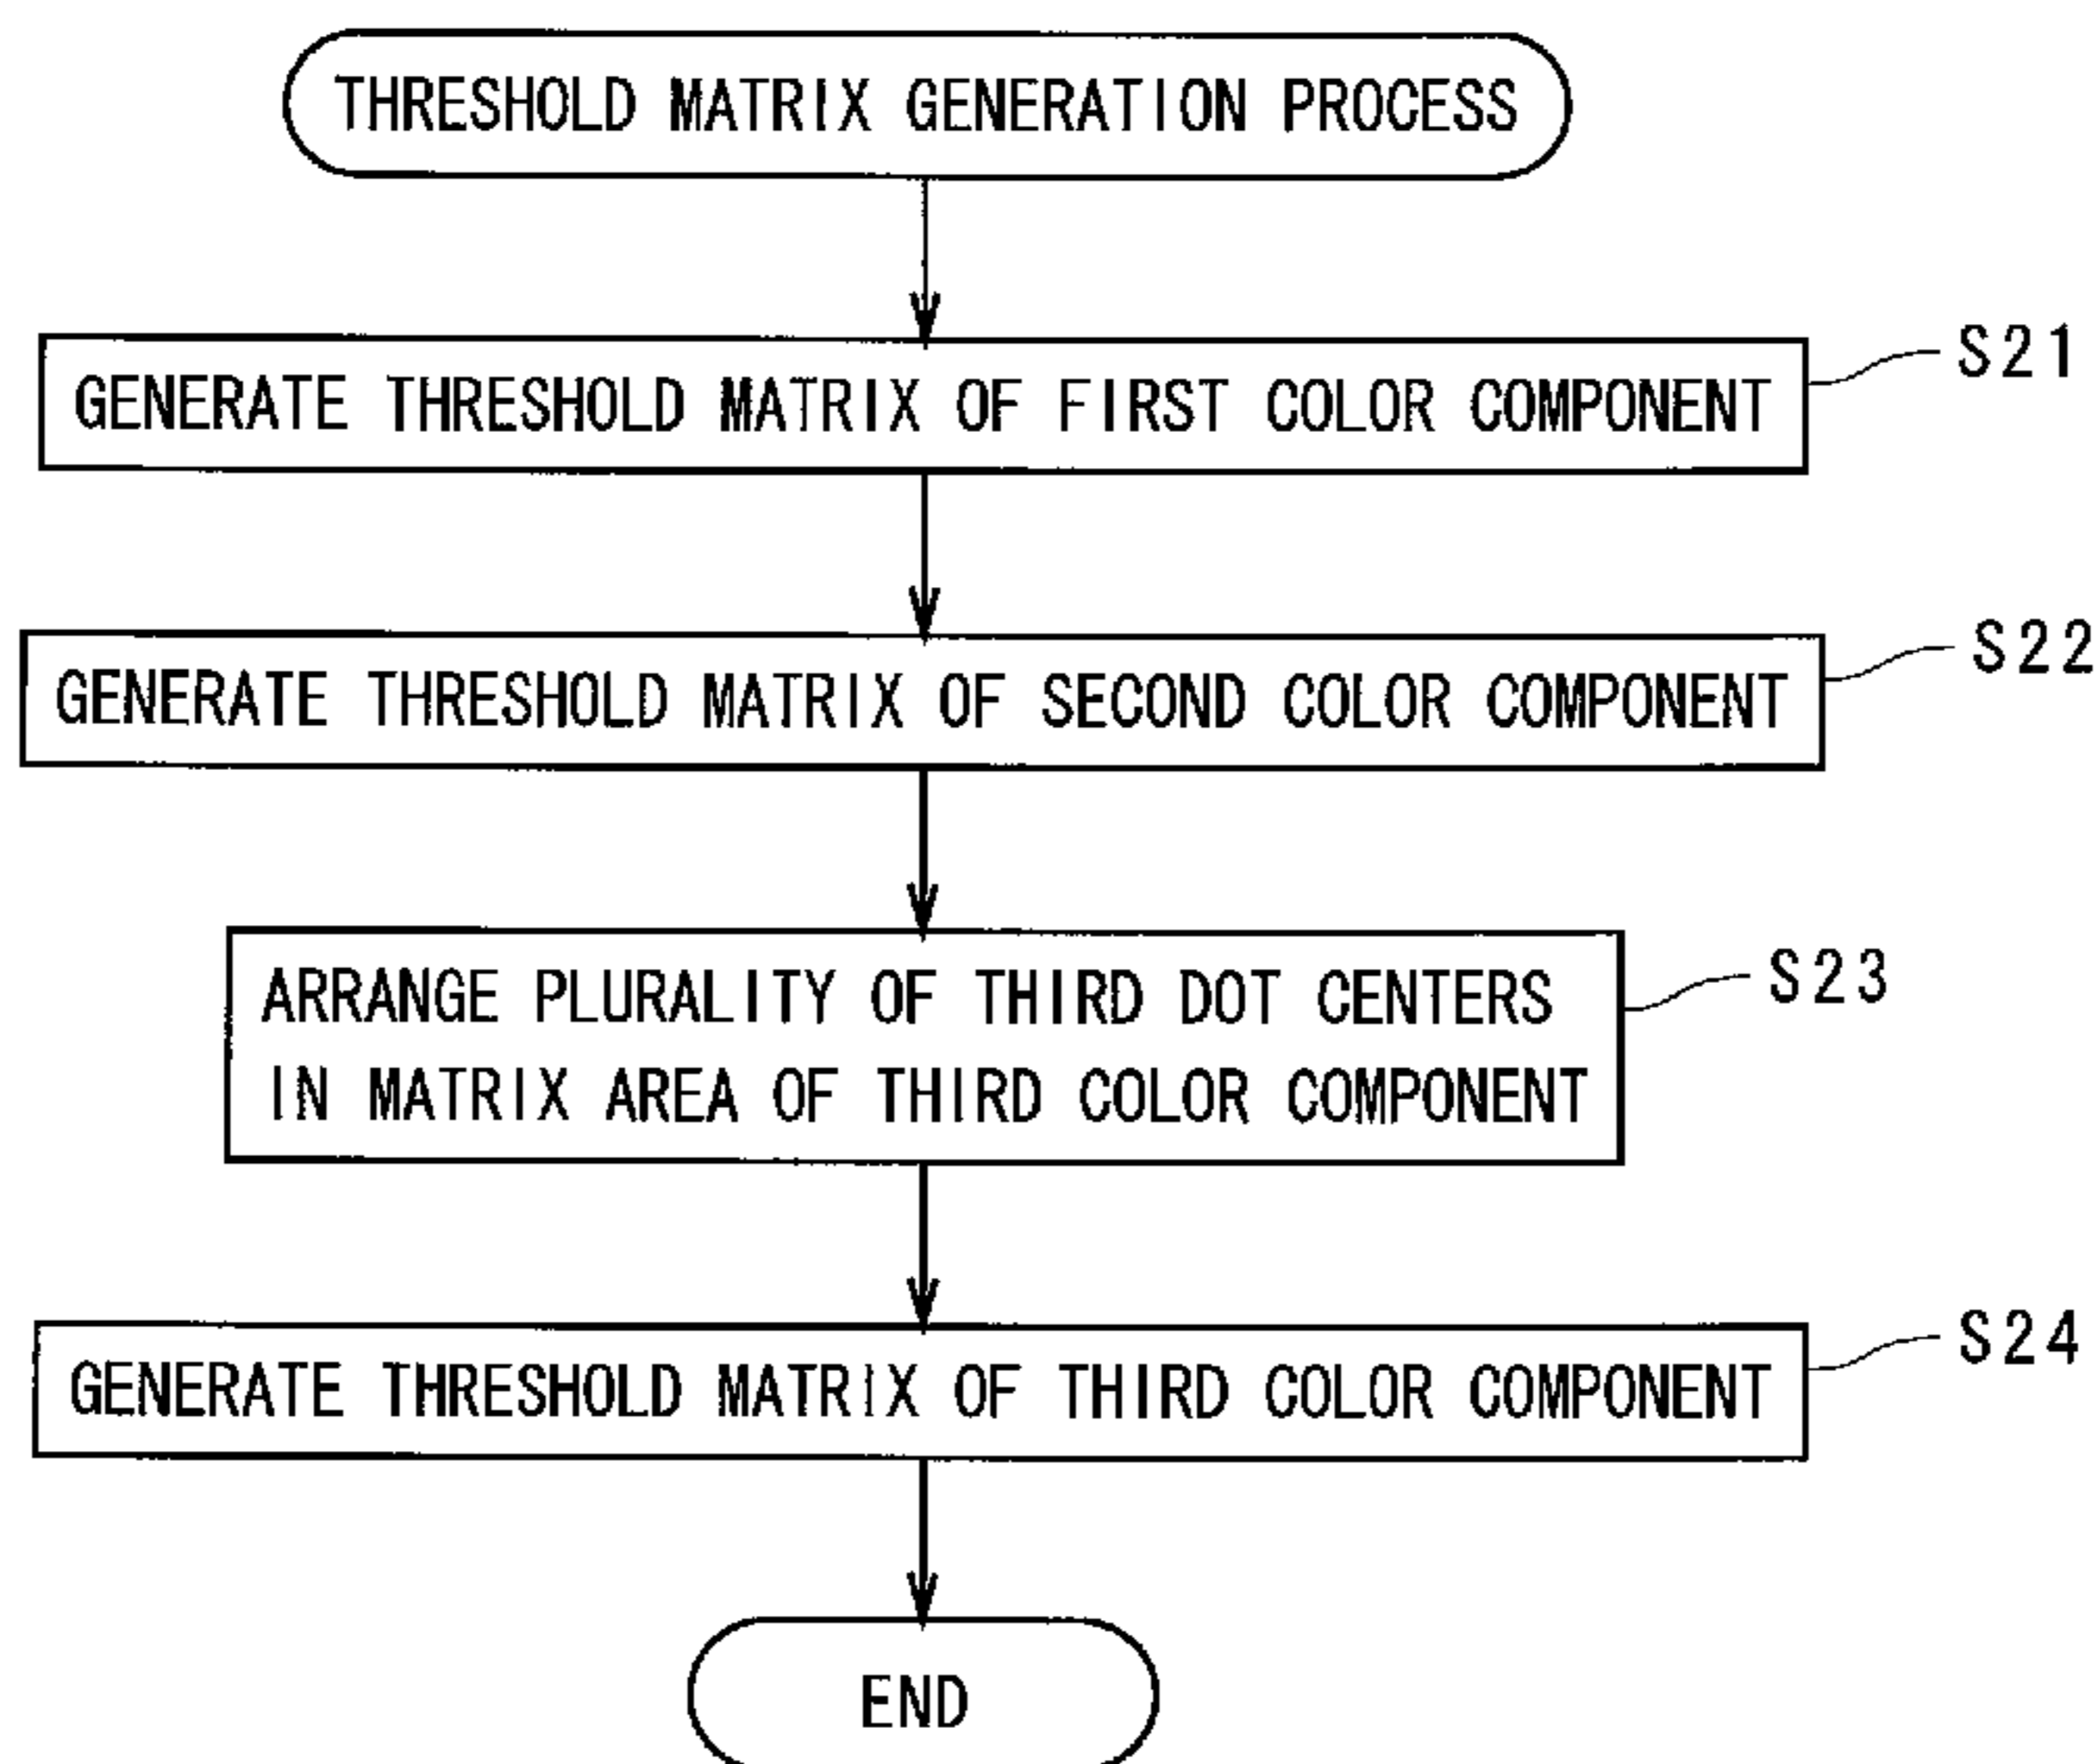 THRESHOLD MATRIX GENERATION PROCESS
GENERATE THRESHOLD MATRIX OF FIRST COLOR COMPONENT
S21
GENERATE THRESHOLD MATRIX OF SECOND COLOR COMPONENT
S22
ARRANGE PLURALITY OF THIRD DOT CENTERS
IN MATRIX AREA OF THIRD COLOR COMPONENT
S23
GENERATE THRESHOLD MATRIX OF THIRD COLOR COMPONENT
S24
END